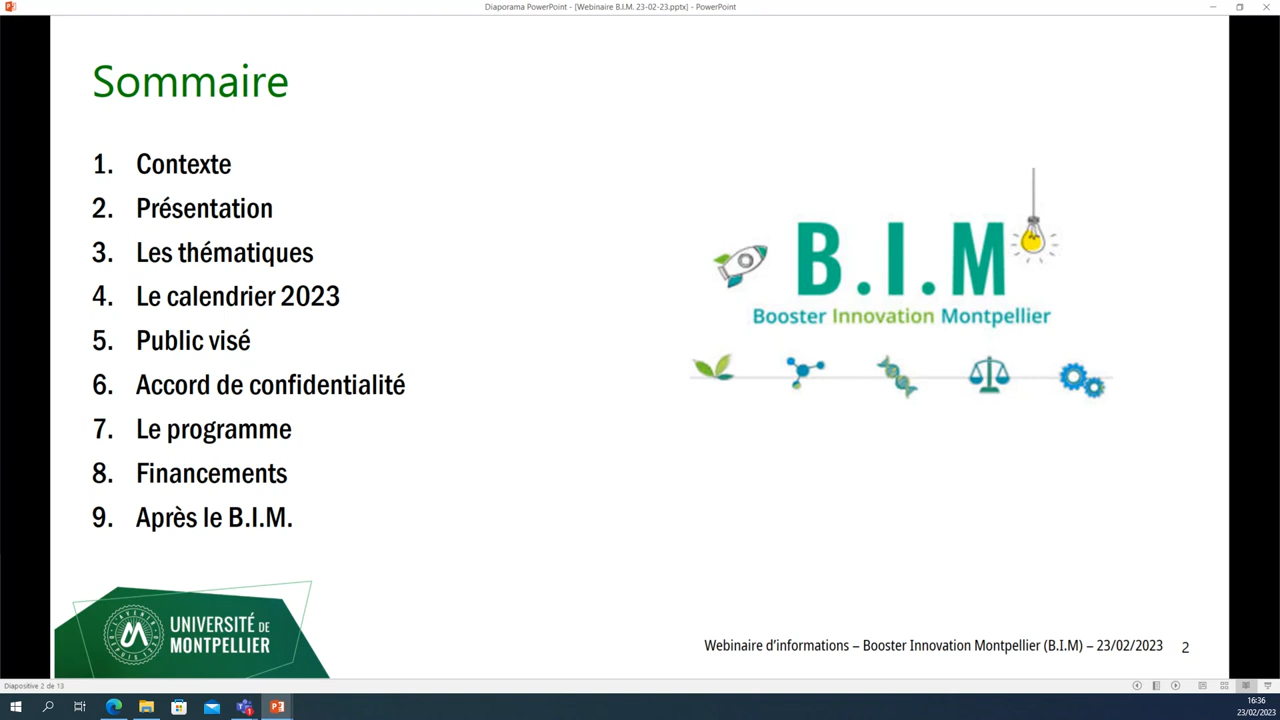 Diaporama PowerPoint - [Webinaire B.I.M. 23-02-23.pptx] - PowerPoint
Sommaire
1. Contexte
2. Présentation
3. Les thématiques
4. Le calendrier 2023
5. Public visé
6. Accord de confidentialité
7. Le programme
8. Financements
9. Après le B.I.M.
B.I.M
Booster Innovation Montpellier
UNIVERSITÉ DE
MONTPELLIER
Webinaire d'informations – Booster Innovation Montpellier (B.I.M) – 23/02/2023 2
Diapositive 2 de 13
16:36
23/02/2023